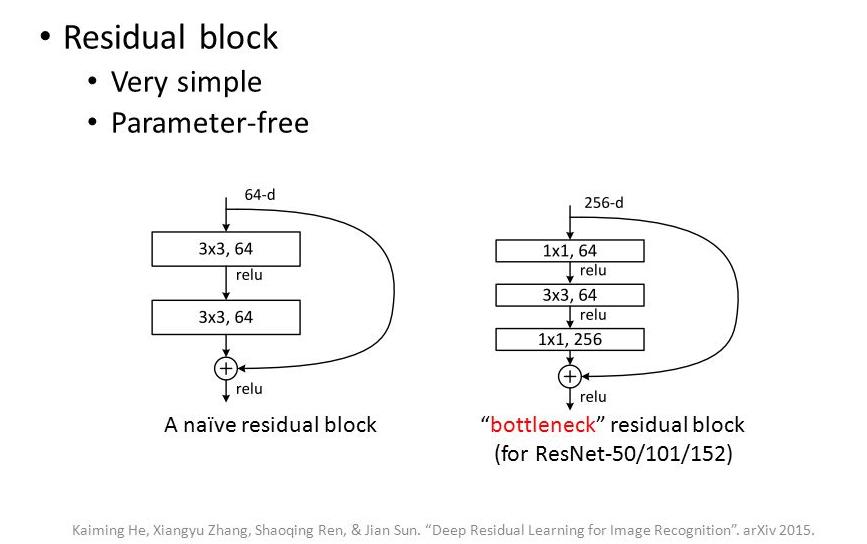 • Residual block
• Very simple
• Parameter-free
64-d
3x3, 64
relu
3x3, 64
+
relu
A naïve residual block
256-d
1x1, 64
relu
3x3, 64
relu
1x1, 256
+
relu
“bottleneck” residual block
(for ResNet-50/101/152)
Kaiming He, Xiangyu Zhang, Shaoqing Ren, & Jian Sun. “Deep Residual Learning for Image Recognition”. arXiv 2015.